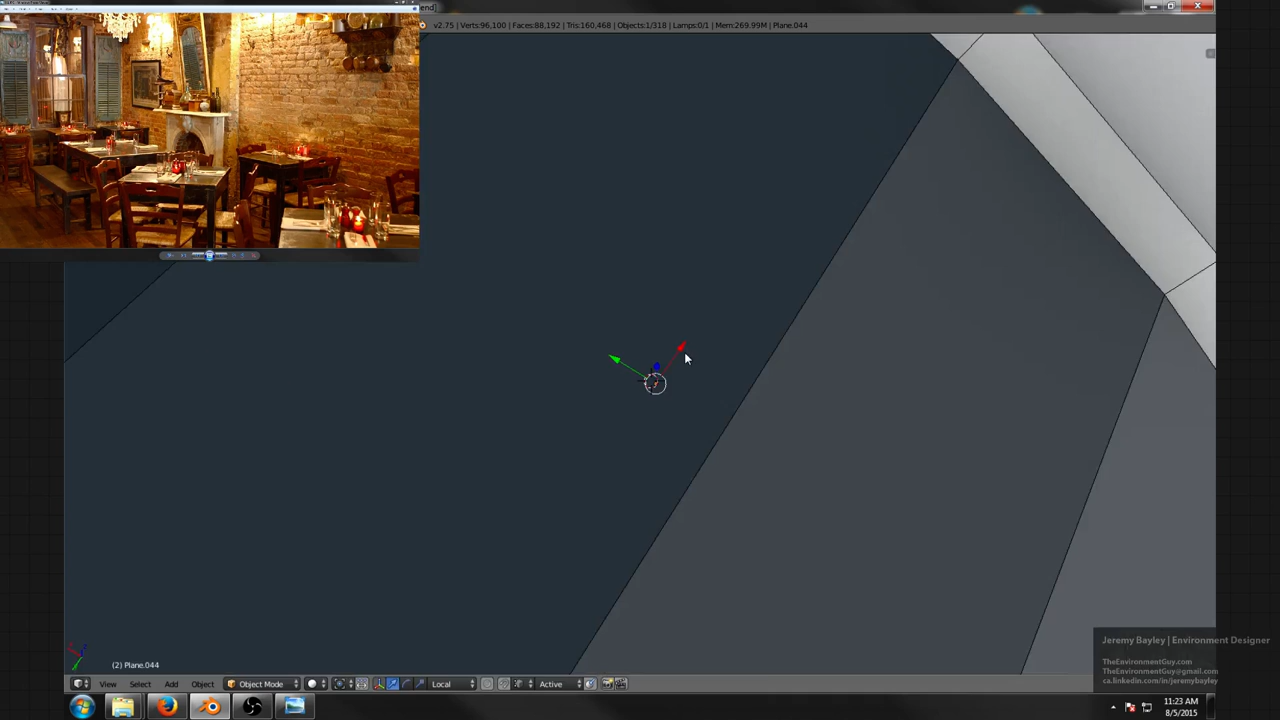 end]
v2.75 | Verts:96,100 | Faces:88,192 | Tris:160,468 | Objects:1/318 | Lamps:0/1 | Mem:269.99M | Plane.044
(2) Plane.044
Jeremy Bayley | Environment Designer
TheEnvironmentGuy.com
TheEnvironmentGuy@gmail.com
ca.linkedin.com/in/jeremybayley
View Select Add Object Object Mode Local Active
11:23 AM
8/5/2015